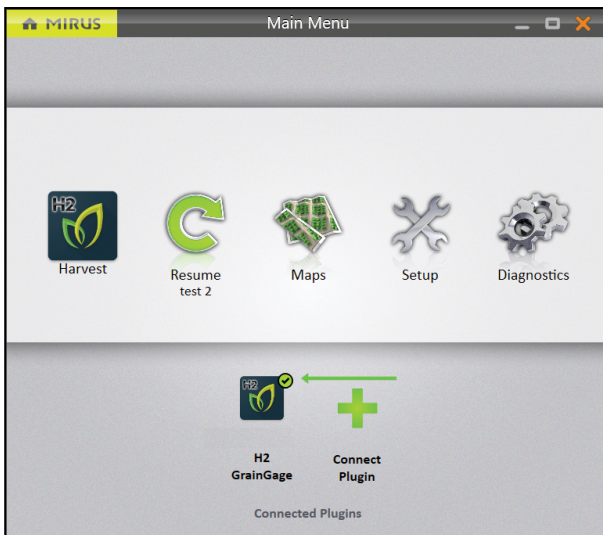 MIRUS
Main Menu
H2
Harvest
Resume
test 2
Maps
Setup
Diagnostics
H2
H2
GrainGage
Connect
Plugin
Connected Plugins